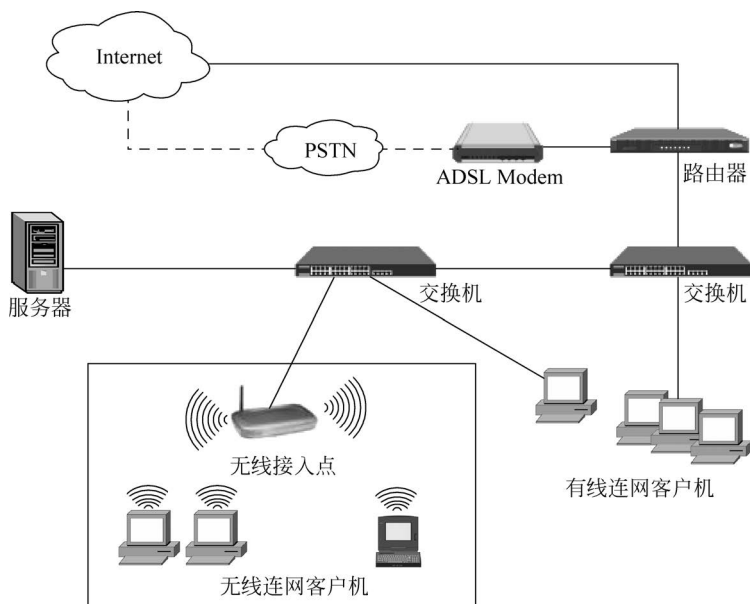 Internet
PSTN
ADSL Modem
路由器
服务器
交换机
交换机
无线接入点
有线连网客户机
无线连网客户机